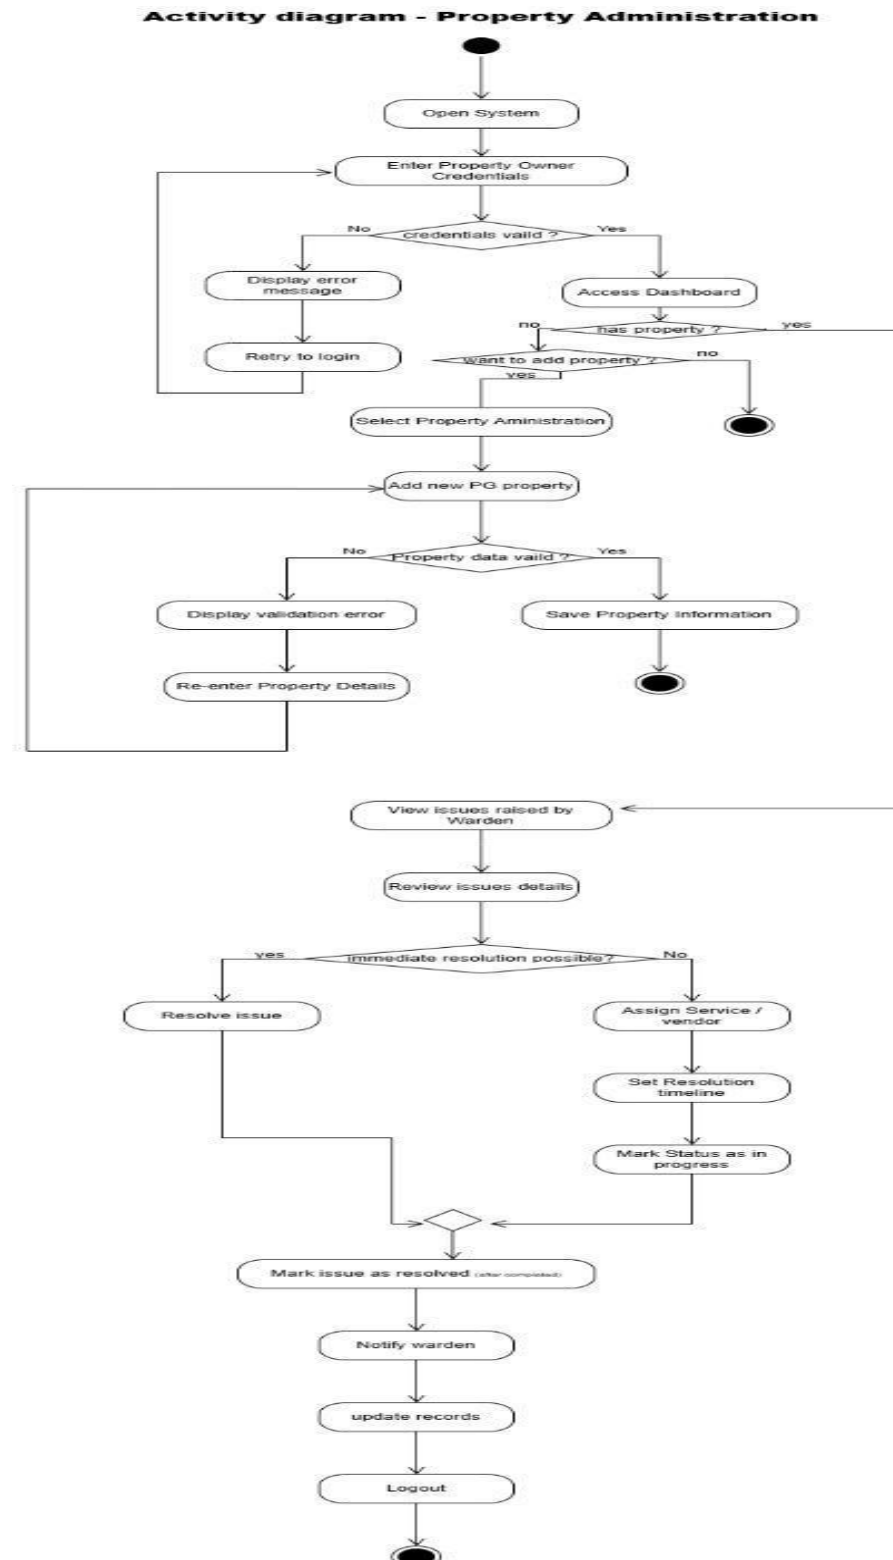 Activity diagram - Property Administration
Open System
Enter Property Owner
Credentials
No
credentials vaild ?
Yes
Display error
message
Access Dashboard
no
has property ?
yes
Retry to login
want to add property ?
no
yes
Select Property Aministration
Add new PG property
No
Property data vaild ?
Yes
Display validation error
Save Property Information
Re-enter Property Details
View issues raised by
Warden
Review issues details
yes
immediate resolution possible?
No
Resolve issue
Assign Service /
vendor
Set Resolution
timeline
Mark Status as in
progress
Mark issue as resolved (after completed)
Notify warden
update records
Logout